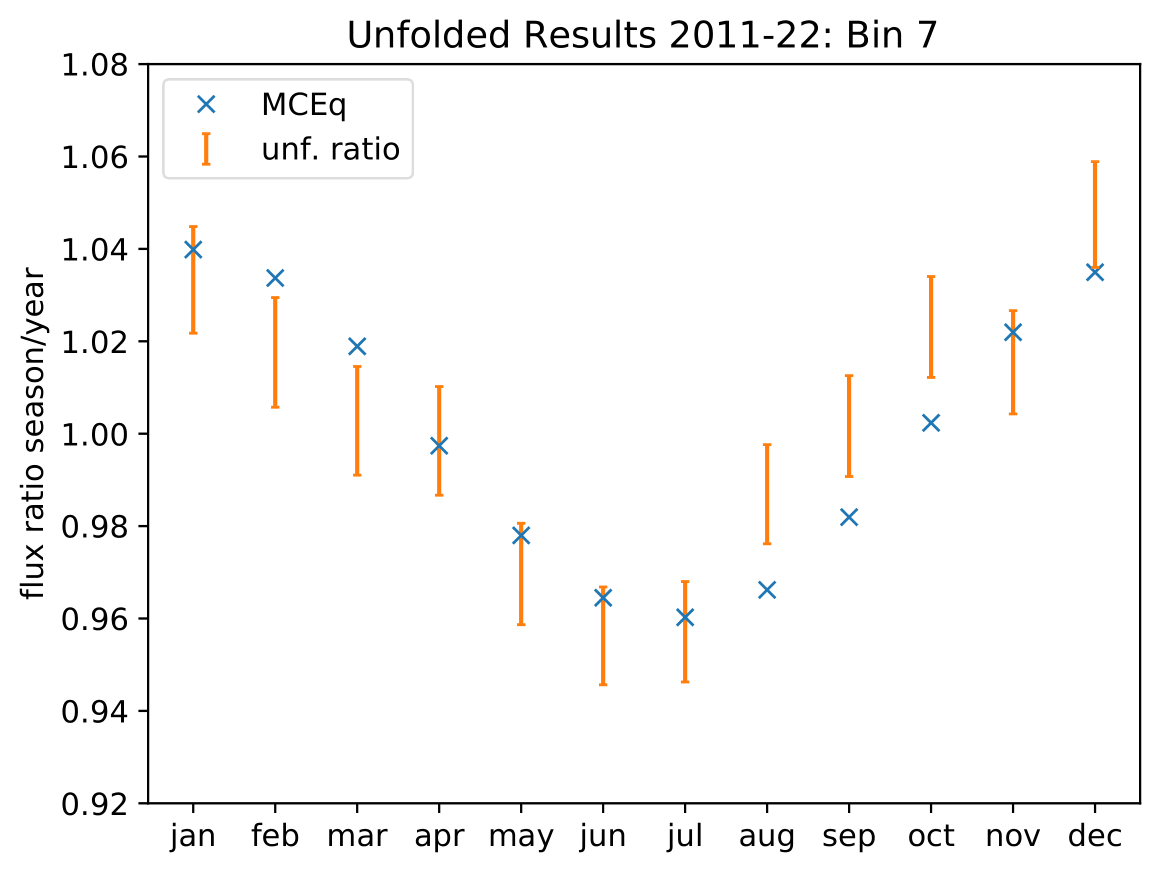 Unfolded Results 2011-22: Bin 7
MCEq
unf. ratio
flux ratio season/year
1.08
1.06
1.04
1.02
1.00
0.98
0.96
0.94
0.92
jan feb mar apr may jun jul aug sep oct nov dec